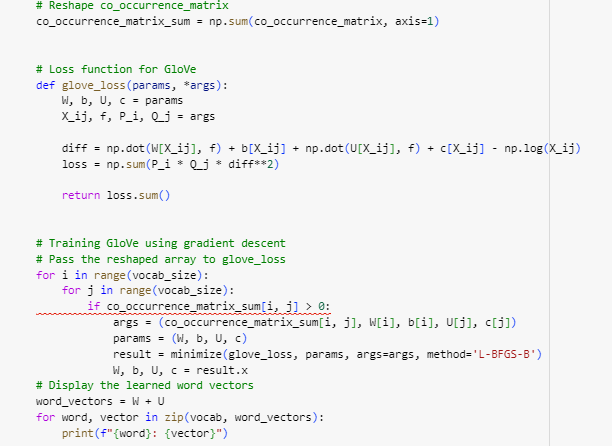 # Reshape co_occurrence_matrix
co_occurrence_matrix_sum = np.sum(co_occurrence_matrix, axis=1)
# Loss function for GloVe
def glove_loss(params, *args):
    W, b, U, c = params
    X_ij, f, P_i, Q_j = args
    diff = np.dot(W[X_ij], f) + b[X_ij] + np.dot(U[X_ij], f) + c[X_ij] - np.log(X_ij)
    loss = np.sum(P_i * Q_j * diff**2)
    return loss.sum()
# Training GloVe using gradient descent
# Pass the reshaped array to glove_loss
for i in range(vocab_size):
    for j in range(vocab_size):
        if co_occurrence_matrix_sum[i, j] > 0:
            args = (co_occurrence_matrix_sum[i, j], W[i], b[i], U[j], c[j])
            params = (W, b, U, c)
            result = minimize(glove_loss, params, args=args, method='L-BFGS-B')
            W, b, U, c = result.x
# Display the learned word vectors
word_vectors = W + U
for word, vector in zip(vocab, word_vectors):
    print(f"{word}: {vector}")